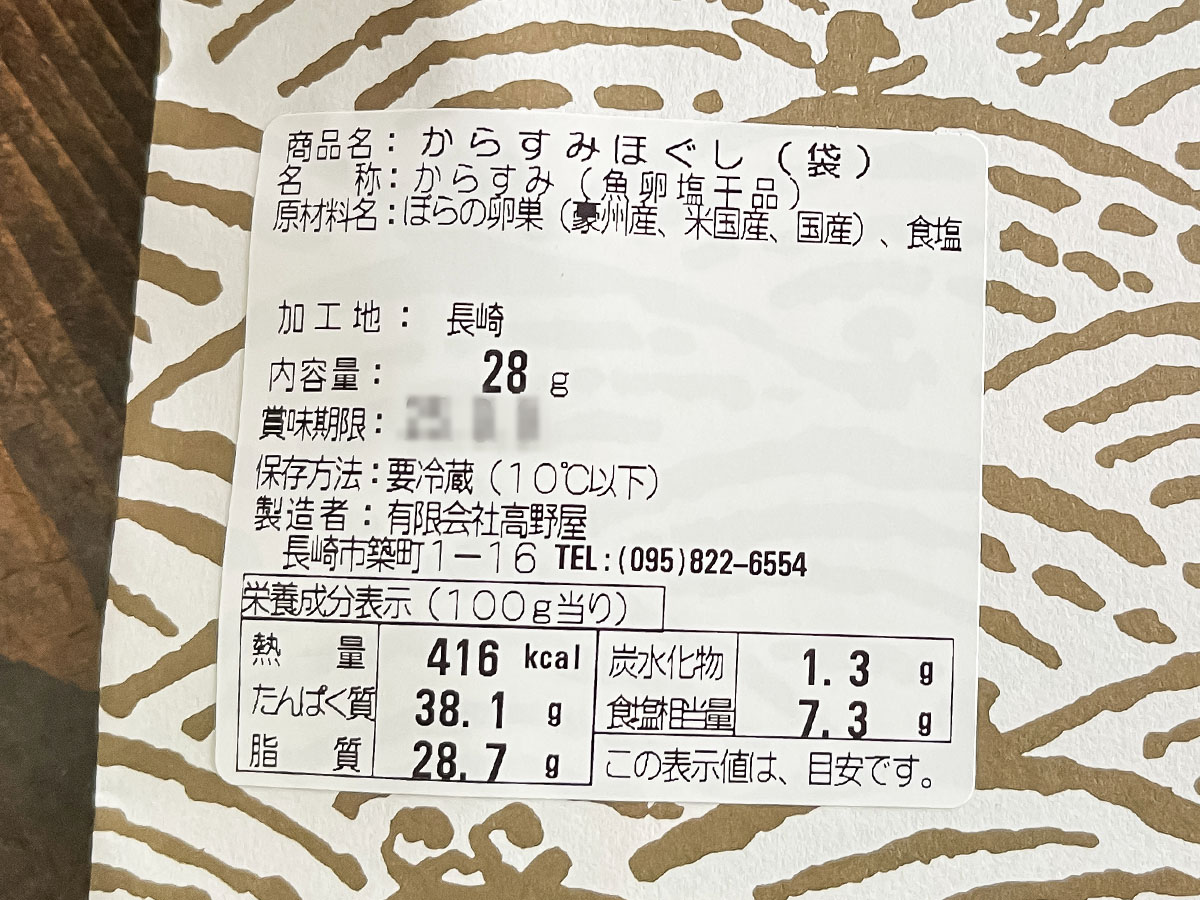 商品名：からすみほぐし（袋）
名　称：からすみ（魚卵塩干品）
原材料名：ぼらの卵巣（豪州産、米国産、国産）、食塩
加工地：長崎
内容量：28g
賞味期限：
保存方法：要冷蔵（10℃以下）
製造者：有限会社高野屋
長崎市築町1－16 TEL:(095)822-6554
栄養成分表示（100g当り）
熱量 416 kcal
たんぱく質 38.1 g
脂質 28.7 g
炭水化物 1.3 g
食塩相当量 7.3 g
この表示値は、目安です。